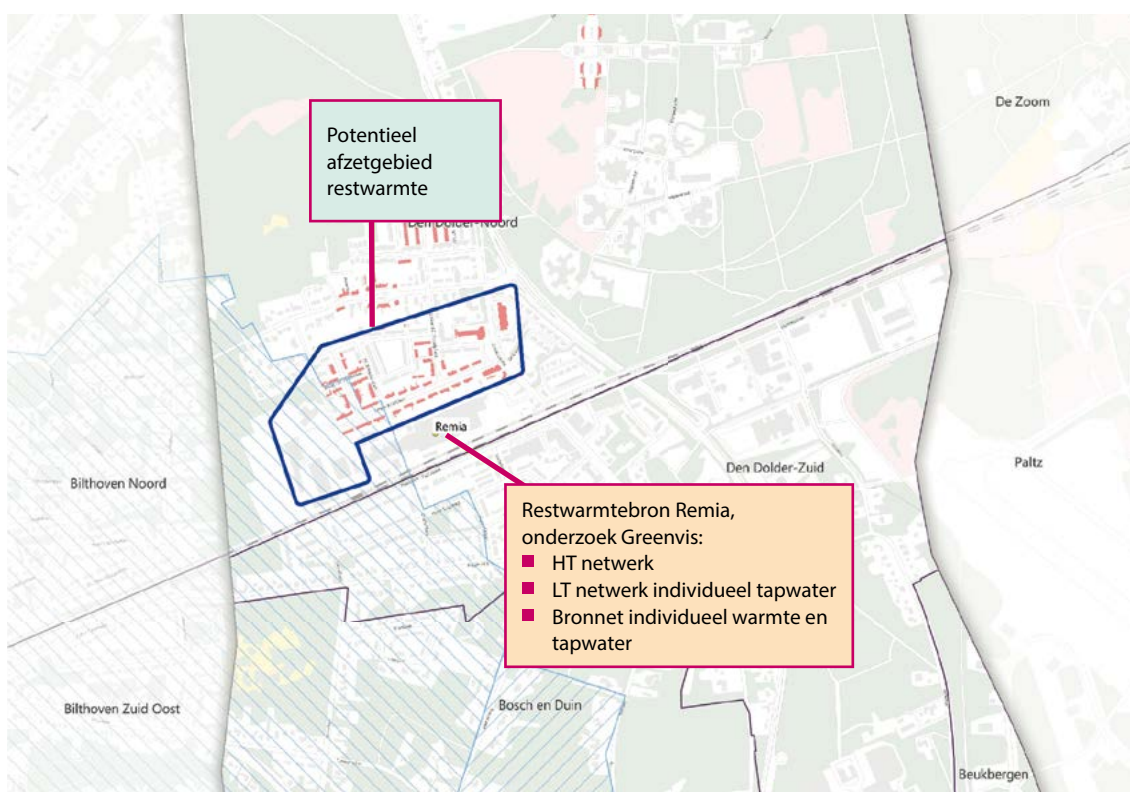 De Zoom
Potentieel
afzetgebied
restwarmte
Den Dolder-Noord
Remia
Bilthoven Noord
Den Dolder-Zuid
Paltz
Restwarmtebron Remia,
onderzoek Greenvis:
HT netwerk
LT netwerk individueel tapwater
Bronnet individueel warmte en
tapwater
Bilthoven Zuid Oost
Bosch en Duin
Beukbergen